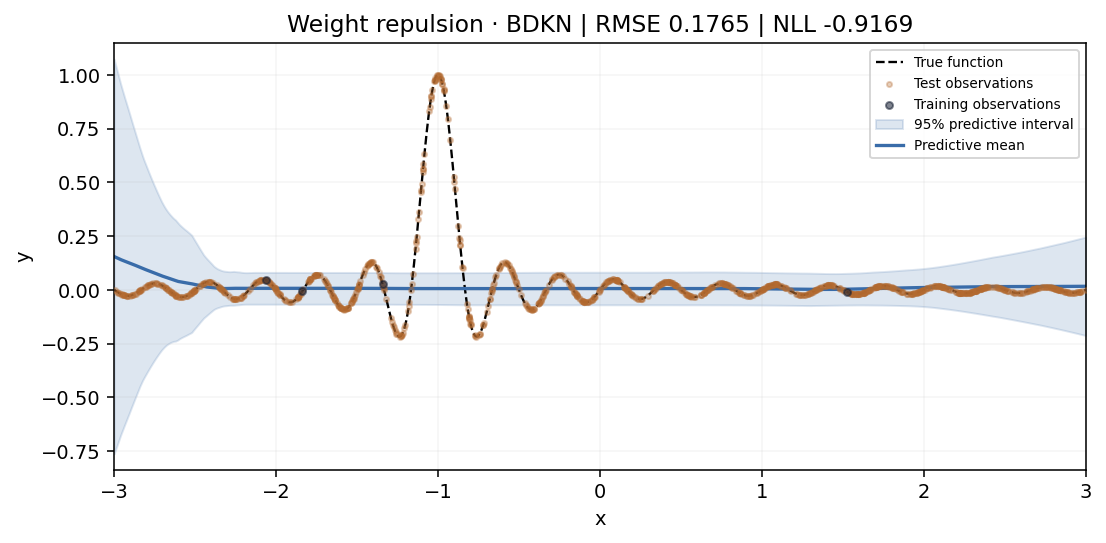 Weight repulsion · BDKN | RMSE 0.1765 | NLL -0.9169
True function
Test observations
Training observations
95% predictive interval
Predictive mean
1.00
0.75
0.50
0.25
0.00
−0.25
−0.50
−0.75
y
−3 −2 −1 0 1 2 3
x